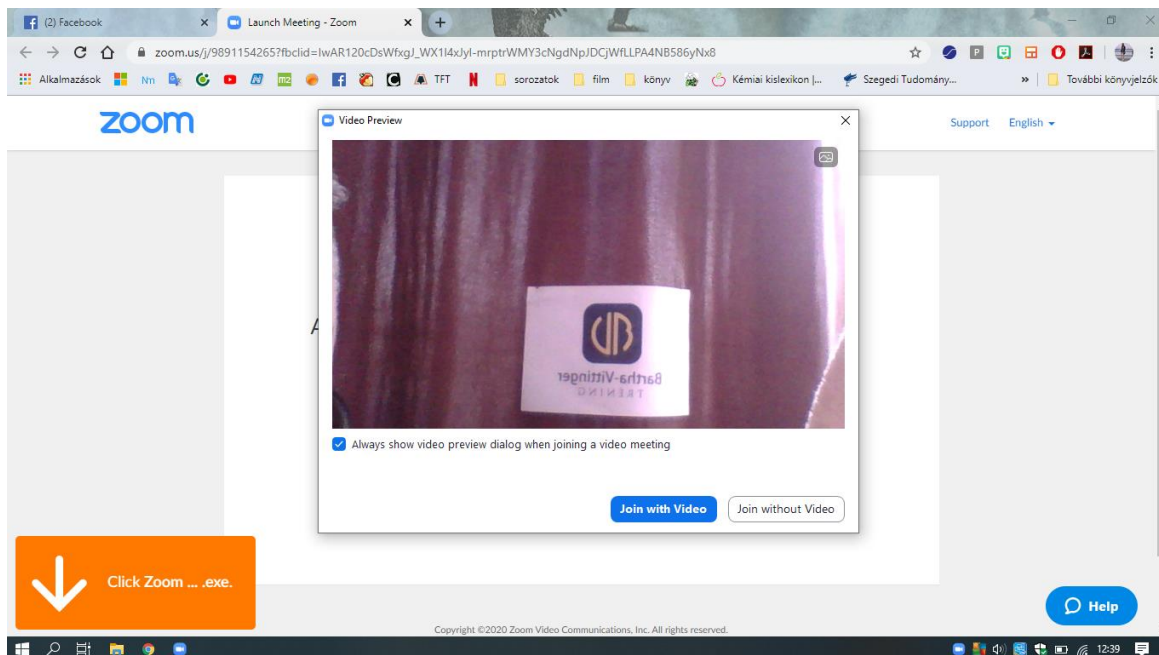 (2) Facebook
Launch Meeting - Zoom
zoom.us/j/9891154265?fbclid=IwAR120cDsWfxgJ_WX1l4xJyl-mrptrWMY3cNgdNpJDCjWfLLPA4NB586yNx8
Alkalmazások Nn m2 TFT sorozatok film könyv Kémiai kislexikon |... Szegedi Tudomány... » További könyvjelzők
zoom
Support English
Video Preview
Bartha-Vittinger
TRENING
Always show video preview dialog when joining a video meeting
Join with Video Join without Video
Click Zoom ... .exe.
Help
Copyright ©2020 Zoom Video Communications, Inc. All rights reserved.
12:39